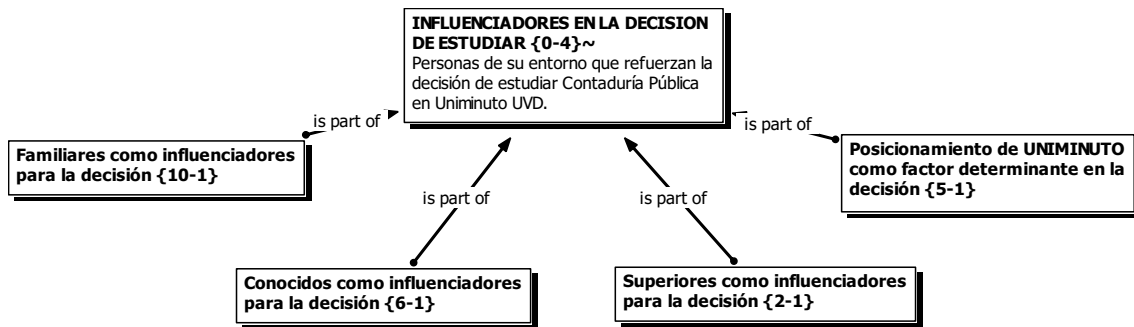 INFLUENCIADORES EN LA DECISION
DE ESTUDIAR {0-4}~
Personas de su entorno que refuerzan la
decisión de estudiar Contaduría Pública
en Uniminuto UVD.
is part of
is part of
Familiares como influenciadores
para la decisión {10-1}
Posicionamiento de UNIMINUTO
como factor determinante en la
decisión {5-1}
is part of
is part of
Conocidos como influenciadores
para la decisión {6-1}
Superiores como influenciadores
para la decisión {2-1}